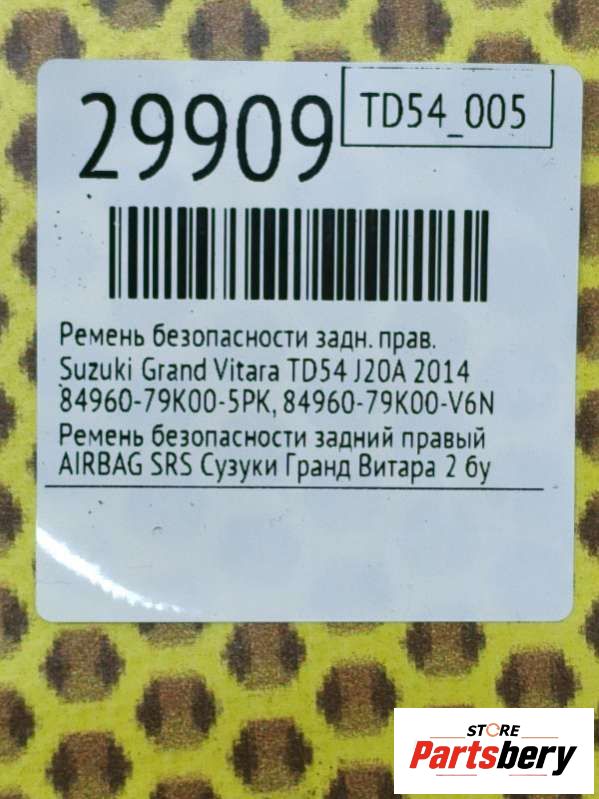 29909
TD54_005
Ремень безопасности задн. прав.
Suzuki Grand Vitara TD54 J20A 2014
84960-79K00-5PK, 84960-79K00-V6N
Ремень безопасности задний правый
AIRBAG SRS Сузуки Гранд Витара 2 бу
STORE
Partsbery